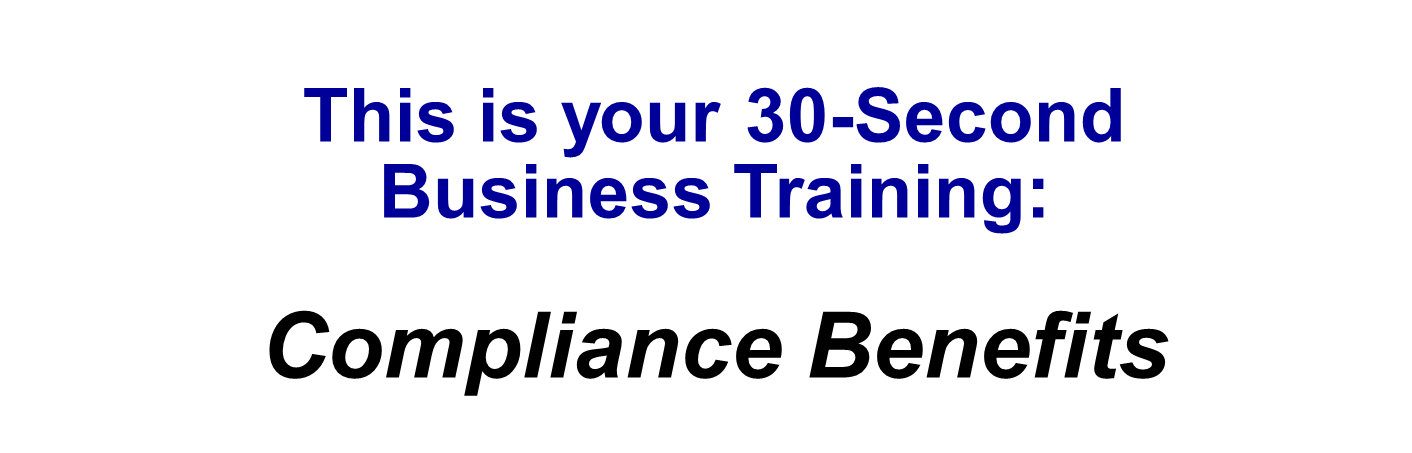 This is your 30-Second
Business Training:
Compliance Benefits